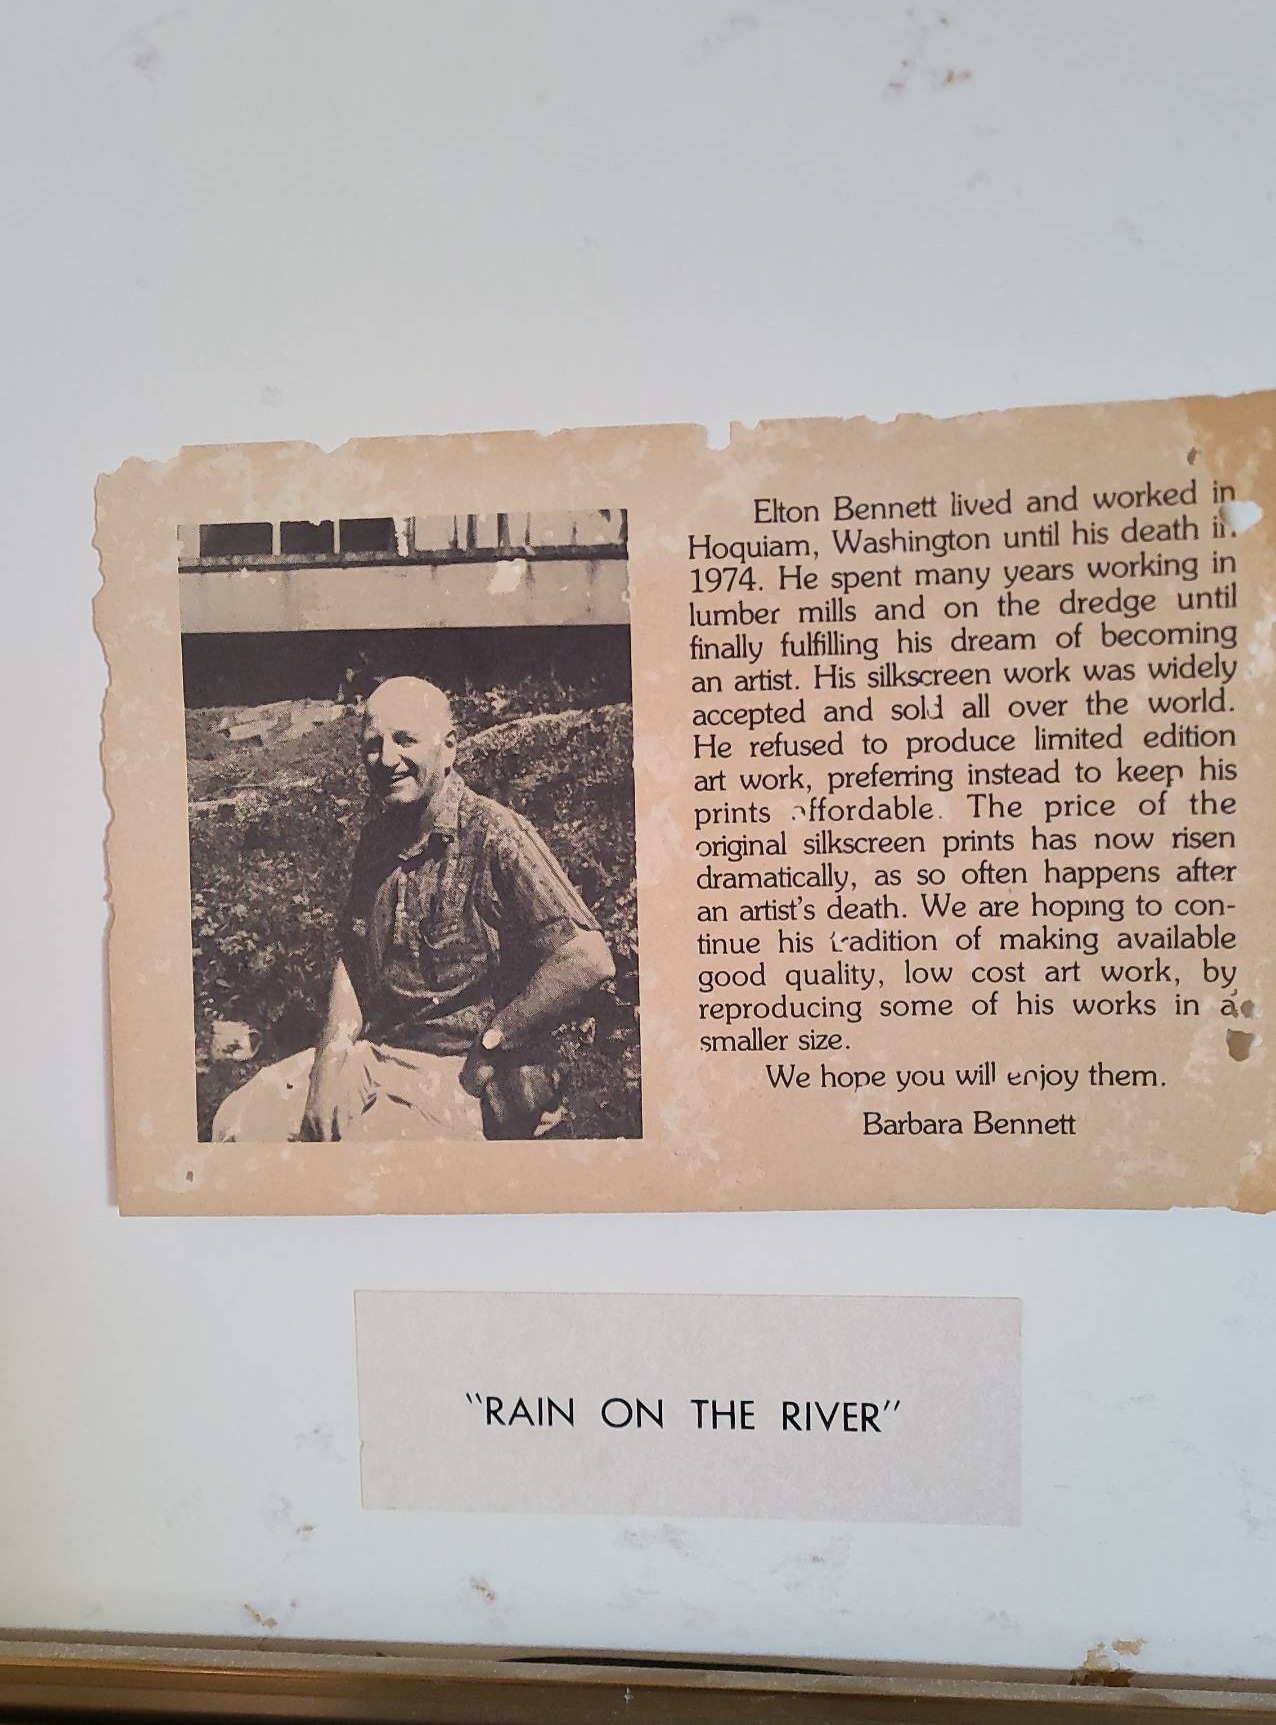 Elton Bennett lived and worked in
Hoquiam, Washington until his death in
1974. He spent many years working in
lumber mills and on the dredge until
finally fulfilling his dream of becoming
an artist. His silkscreen work was widely
accepted and sold all over the world.
He refused to produce limited edition
art work, preferring instead to keep his
prints affordable. The price of the
original silkscreen prints has now risen
dramatically, as so often happens after
an artist's death. We are hoping to con-
tinue his tradition of making available
good quality, low cost art work, by
reproducing some of his works in a
smaller size.
We hope you will enjoy them.
Barbara Bennett
"RAIN ON THE RIVER"